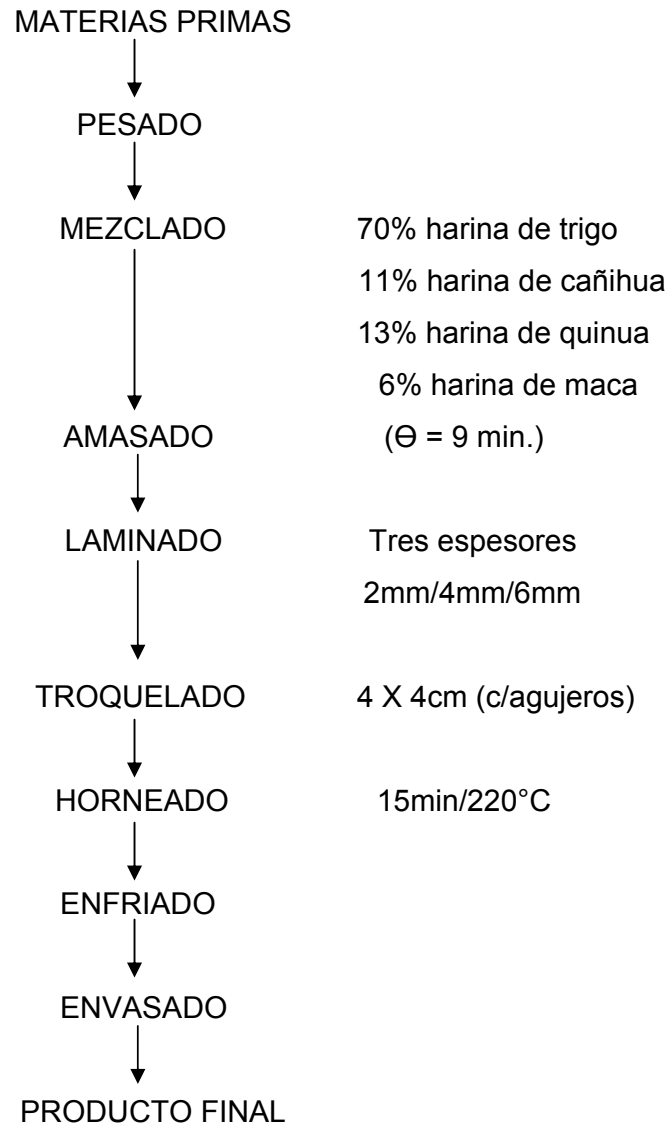 MATERIAS PRIMAS
PESADO
MEZCLADO 70% harina de trigo
11% harina de cañihua
13% harina de quinua
6% harina de maca
AMASADO (Ɵ = 9 min.)
LAMINADO Tres espesores
2mm/4mm/6mm
TROQUELADO 4 X 4cm (c/agujeros)
HORNEADO 15min/220°C
ENFRIADO
ENVASADO
PRODUCTO FINAL